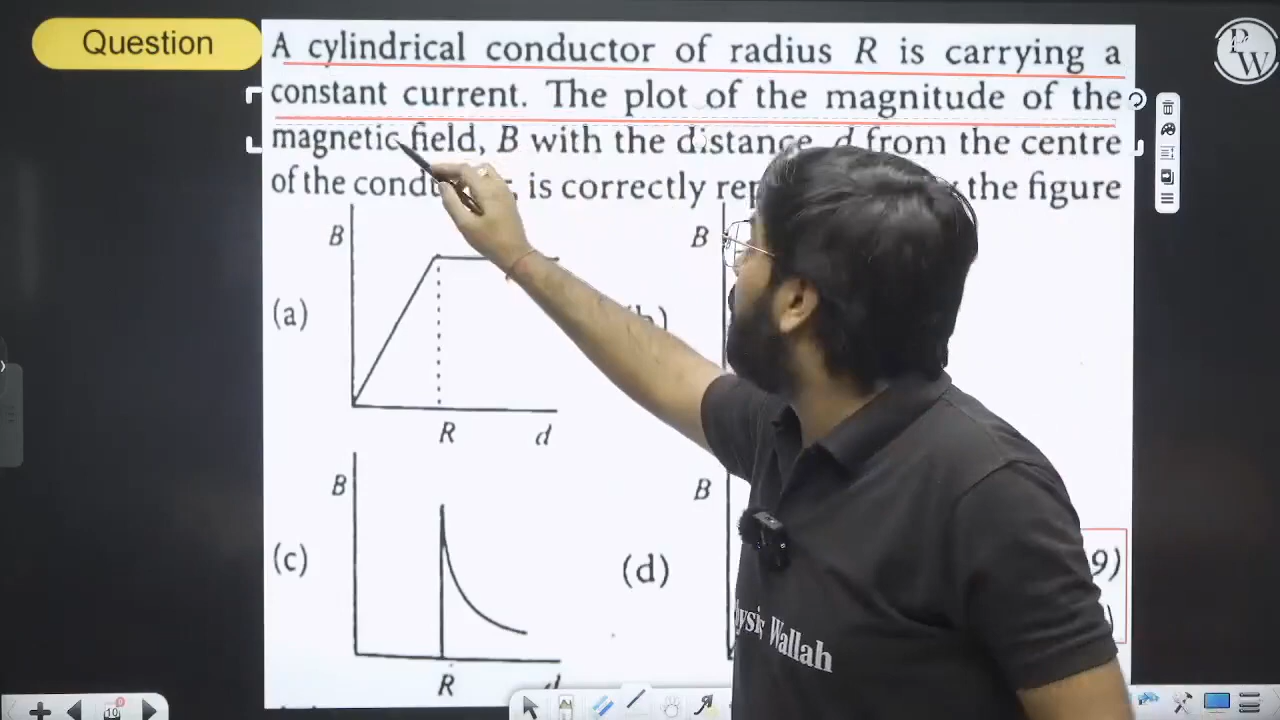 Question
A cylindrical conductor of radius R is carrying a
constant current. The plot of the magnitude of the
magnetic field, B with the distance, d from the centre
of the is correctly the figure
B
B
(a)
R
d
B
B
(c)
(d)
9)
R
Wallah
P
W
10